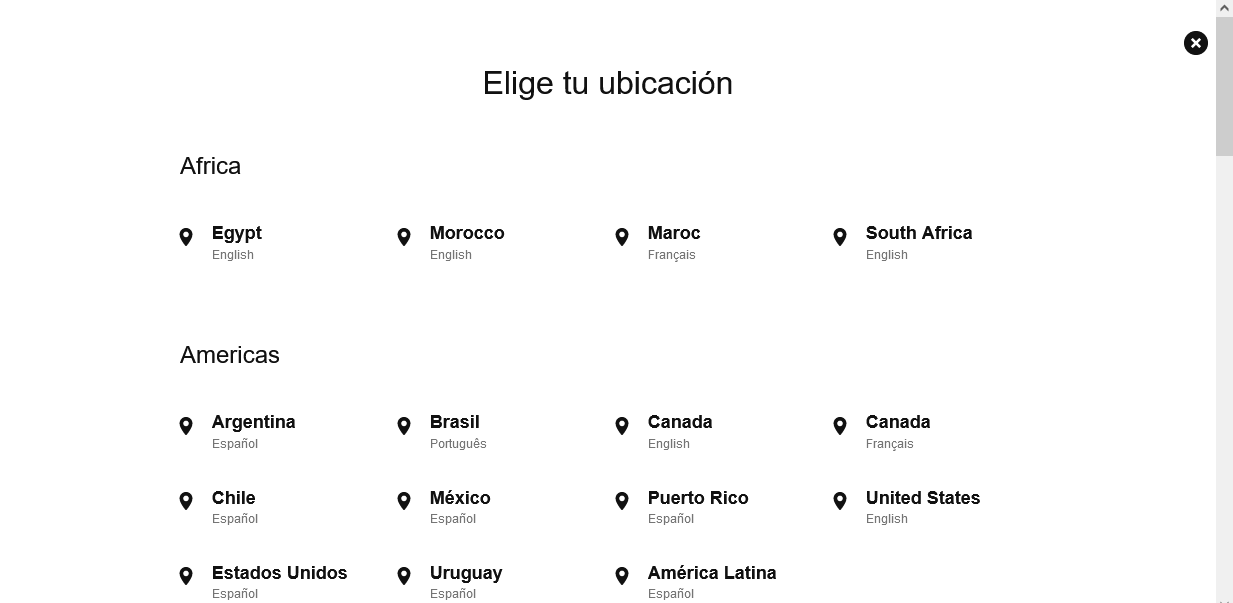 Elige tu ubicación
Africa
Egypt
English
Morocco
English
Maroc
Français
South Africa
English
Americas
Argentina
Español
Brasil
Português
Canada
English
Canada
Français
Chile
Español
México
Español
Puerto Rico
Español
United States
English
Estados Unidos
Español
Uruguay
Español
América Latina
Español